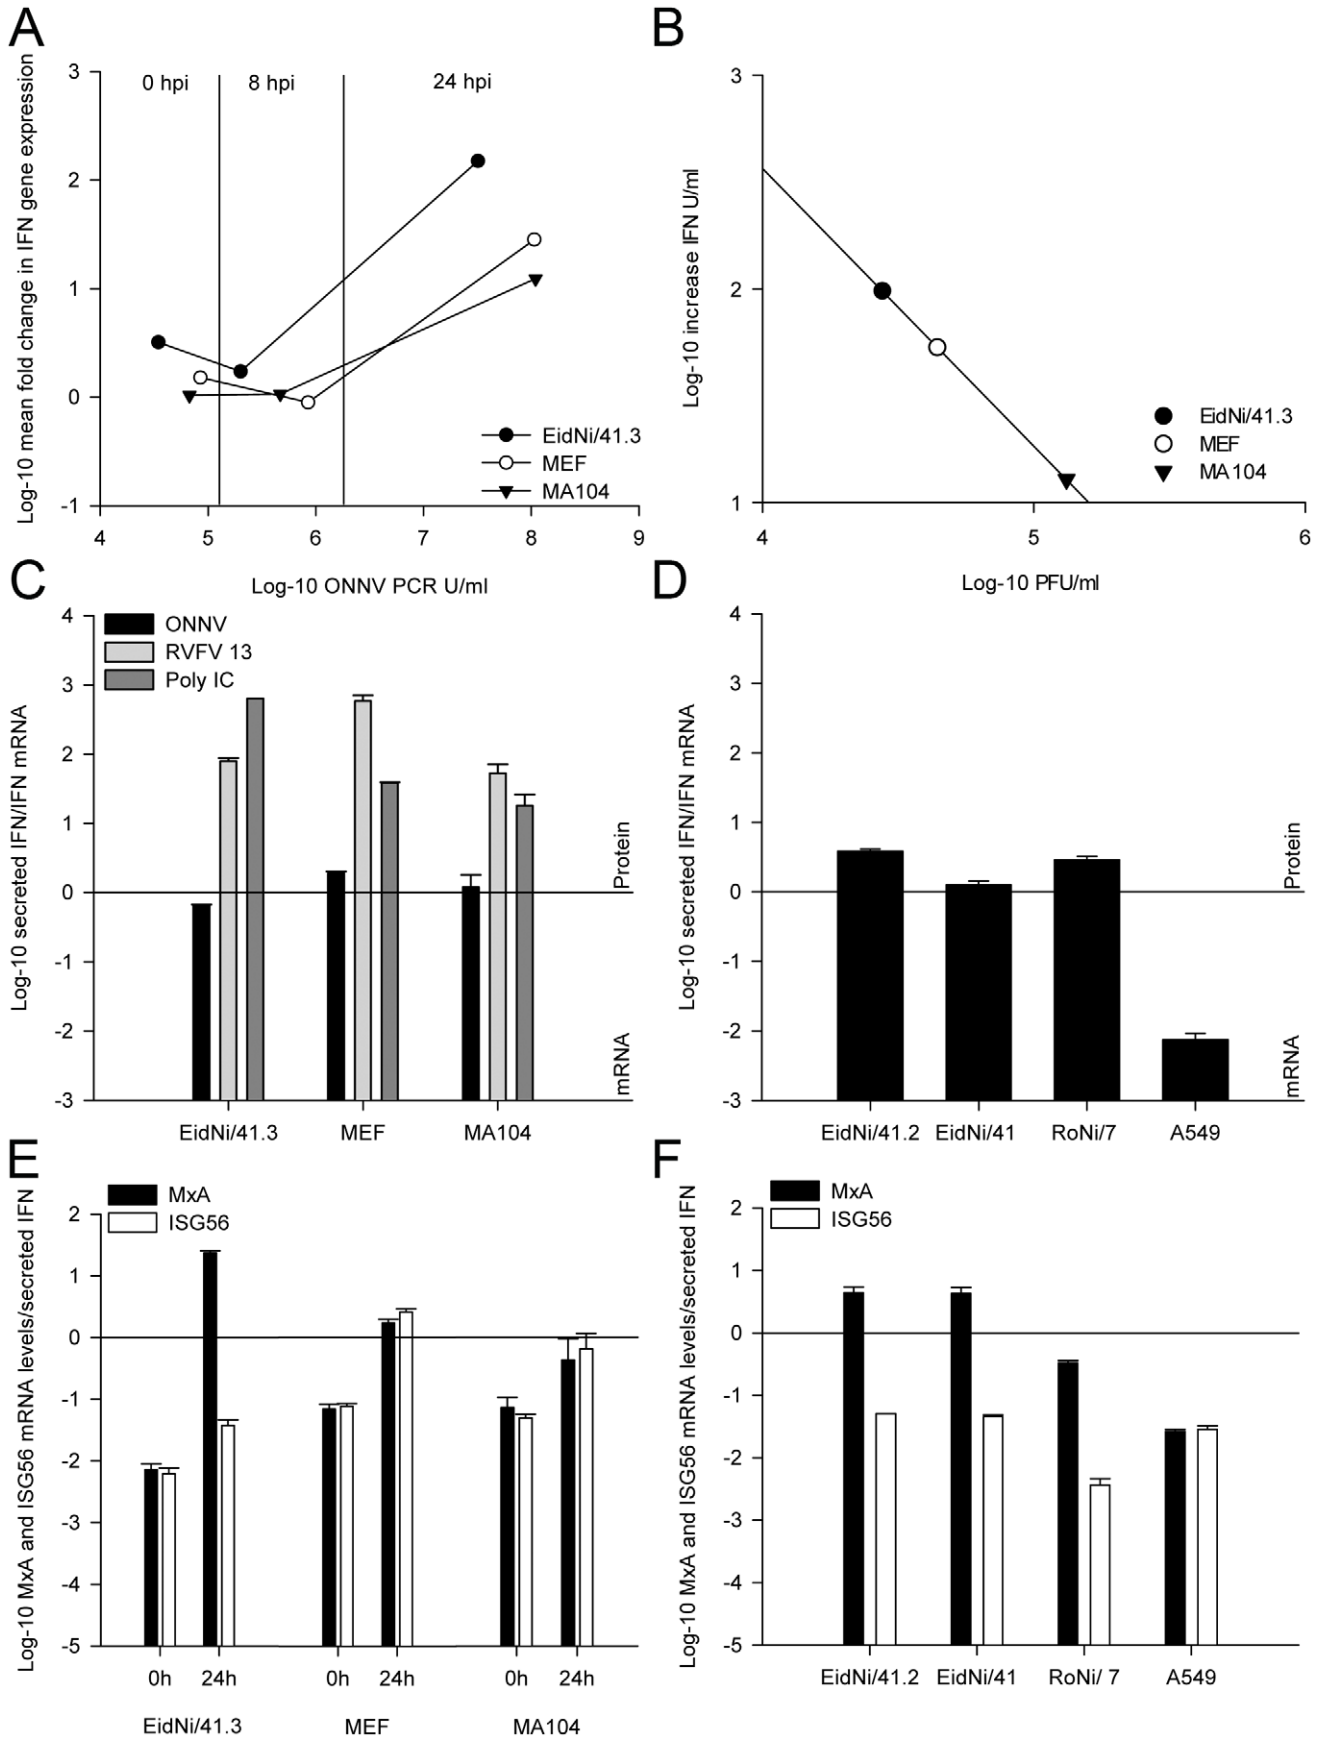 A
Log-10 mean fold change in IFN gene expression
3
2
1
0
-1
0 hpi
8 hpi
24 hpi
EidNi/41.3
MEF
MA104
4
5
6
7
8
9
Log-10 ONNV PCR U/ml
B
Log-10 increase IFN U/ml
3
2
1
EidNi/41.3
MEF
MA104
4
5
6
Log-10 PFU/ml
C
Log-10 secreted IFN/IFN mRNA
4
3
2
1
0
-1
-2
-3
ONNV
RVFV 13
Poly IC
Protein
mRNA
EidNi/41.3
MEF
MA104
D
Log-10 secreted IFN/IFN mRNA
4
3
2
1
0
-1
-2
-3
Protein
mRNA
EidNi/41.2
EidNi/41
RoNi/7
A549
E
Log-10 MxA and ISG56 mRNA levels/secreted IFN
2
1
0
-1
-2
-3
-4
-5
MxA
ISG56
0h
24h
0h
24h
0h
24h
EidNi/41.3
MEF
MA104
F
Log-10 MxA and ISG56 mRNA levels/secreted IFN
2
1
0
-1
-2
-3
-4
-5
MxA
ISG56
EidNi/41.2
EidNi/41
RoNi/ 7
A549